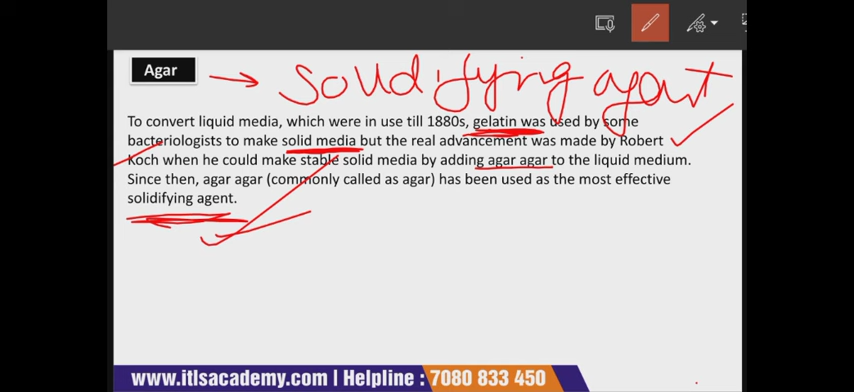 Agar → Solidifying agent
To convert liquid media, which were in use till 1880s, gelatin was used by some
bacteriologists to make solid media but the real advancement was made by Robert
Koch when he could make stable solid media by adding agar agar to the liquid medium.
Since then, agar agar (commonly called as agar) has been used as the most effective
solidifying agent.
www.itlsacademy.com | Helpline : 7080 833 450